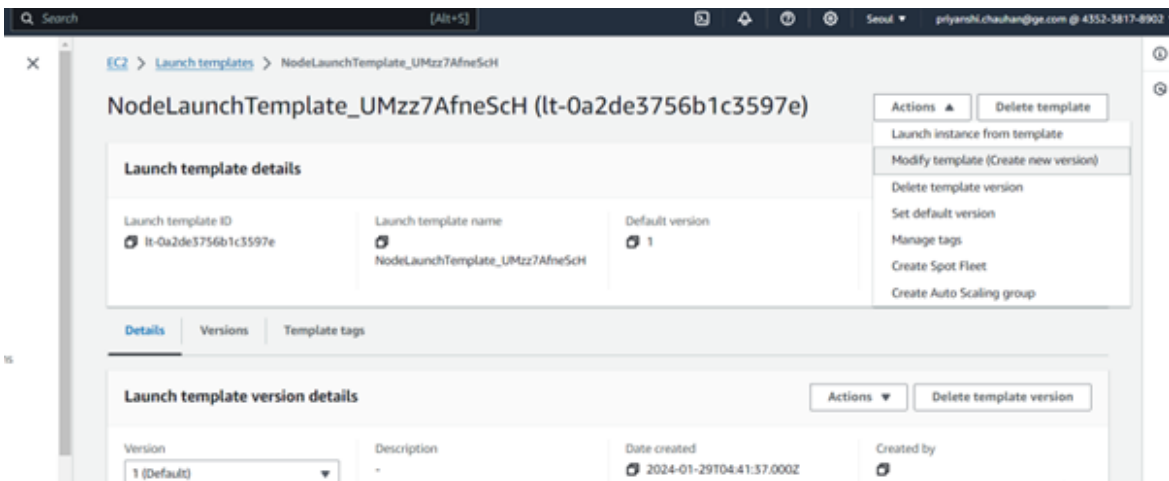 Search [Alt+S] Seoul ▼ priyanshi.chauhan@ge.com @ 4352-3817-8902
EC2 > Launch templates > NodeLaunchTemplate_UMzz7AfneScH
NodeLaunchTemplate_UMzz7AfneScH (lt-0a2de3756b1c3597e)
Actions ▲ Delete template
Launch instance from template
Modify template (Create new version)
Delete template version
Set default version
Manage tags
Create Spot Fleet
Create Auto Scaling group
Launch template details
Launch template ID
lt-0a2de3756b1c3597e
Launch template name
NodeLaunchTemplate_UMzz7AfneScH
Default version
1
Details Versions Template tags
ns
Launch template version details
Actions ▼ Delete template version
Version
1 (Default) ▼
Description
-
Date created
2024-01-29T04:41:37.000Z
Created by